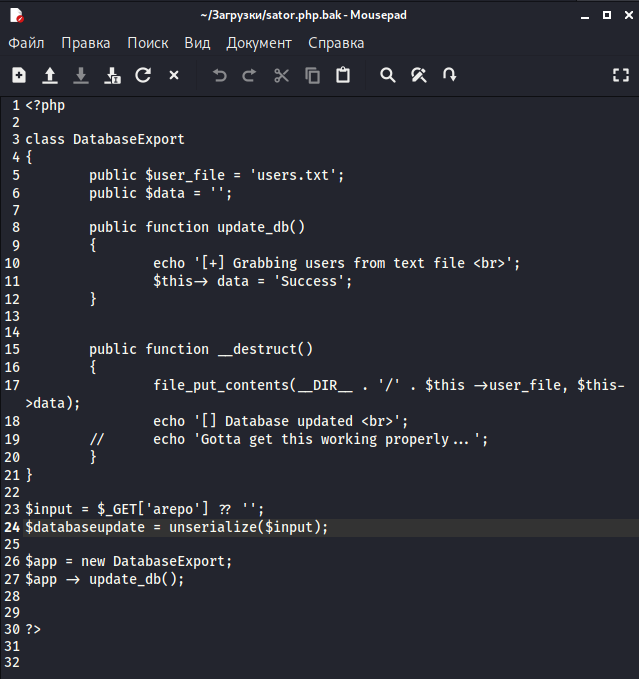 ~/Загрузки/sator.php.bak - Mousepad
Файл Правка Поиск Вид Документ Справка
1 <?php
2
3 class DatabaseExport
4 {
5 public $user_file = 'users.txt';
6 public $data = '';
7
8 public function update_db()
9 {
10 echo '[+] Grabbing users from text file <br>';
11 $this-> data = 'Success';
12 }
13
14
15 public function __destruct()
16 {
17 file_put_contents(__DIR__ . '/' . $this ->user_file, $this-
>data);
18 echo '[] Database updated <br>';
19 // echo 'Gotta get this working properly...';
20 }
21 }
22
23 $input = $_GET['arepo'] ?? '';
24 $databaseupdate = unserialize($input);
25
26 $app = new DatabaseExport;
27 $app -> update_db();
28
29
30 ?>
31
32